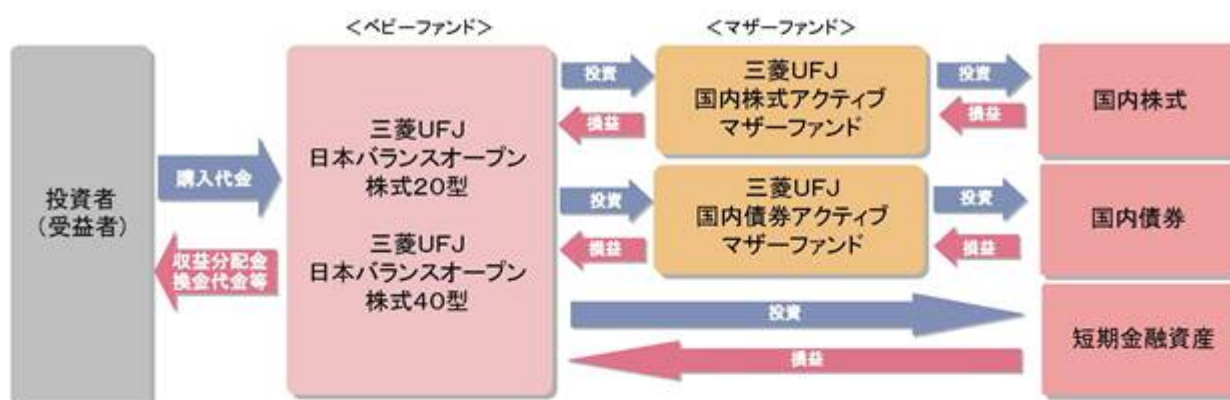 <ベビーファンド>
<マザーファンド>
投資者
(受益者)
購入代金
収益分配金
換金代金等
三菱UFJ
日本バランスオープン
株式20型
三菱UFJ
日本バランスオープン
株式40型
投資
損益
三菱UFJ
国内株式アクティブ
マザーファンド
投資
損益
国内株式
投資
損益
三菱UFJ
国内債券アクティブ
マザーファンド
投資
損益
国内債券
投資
損益
短期金融資産